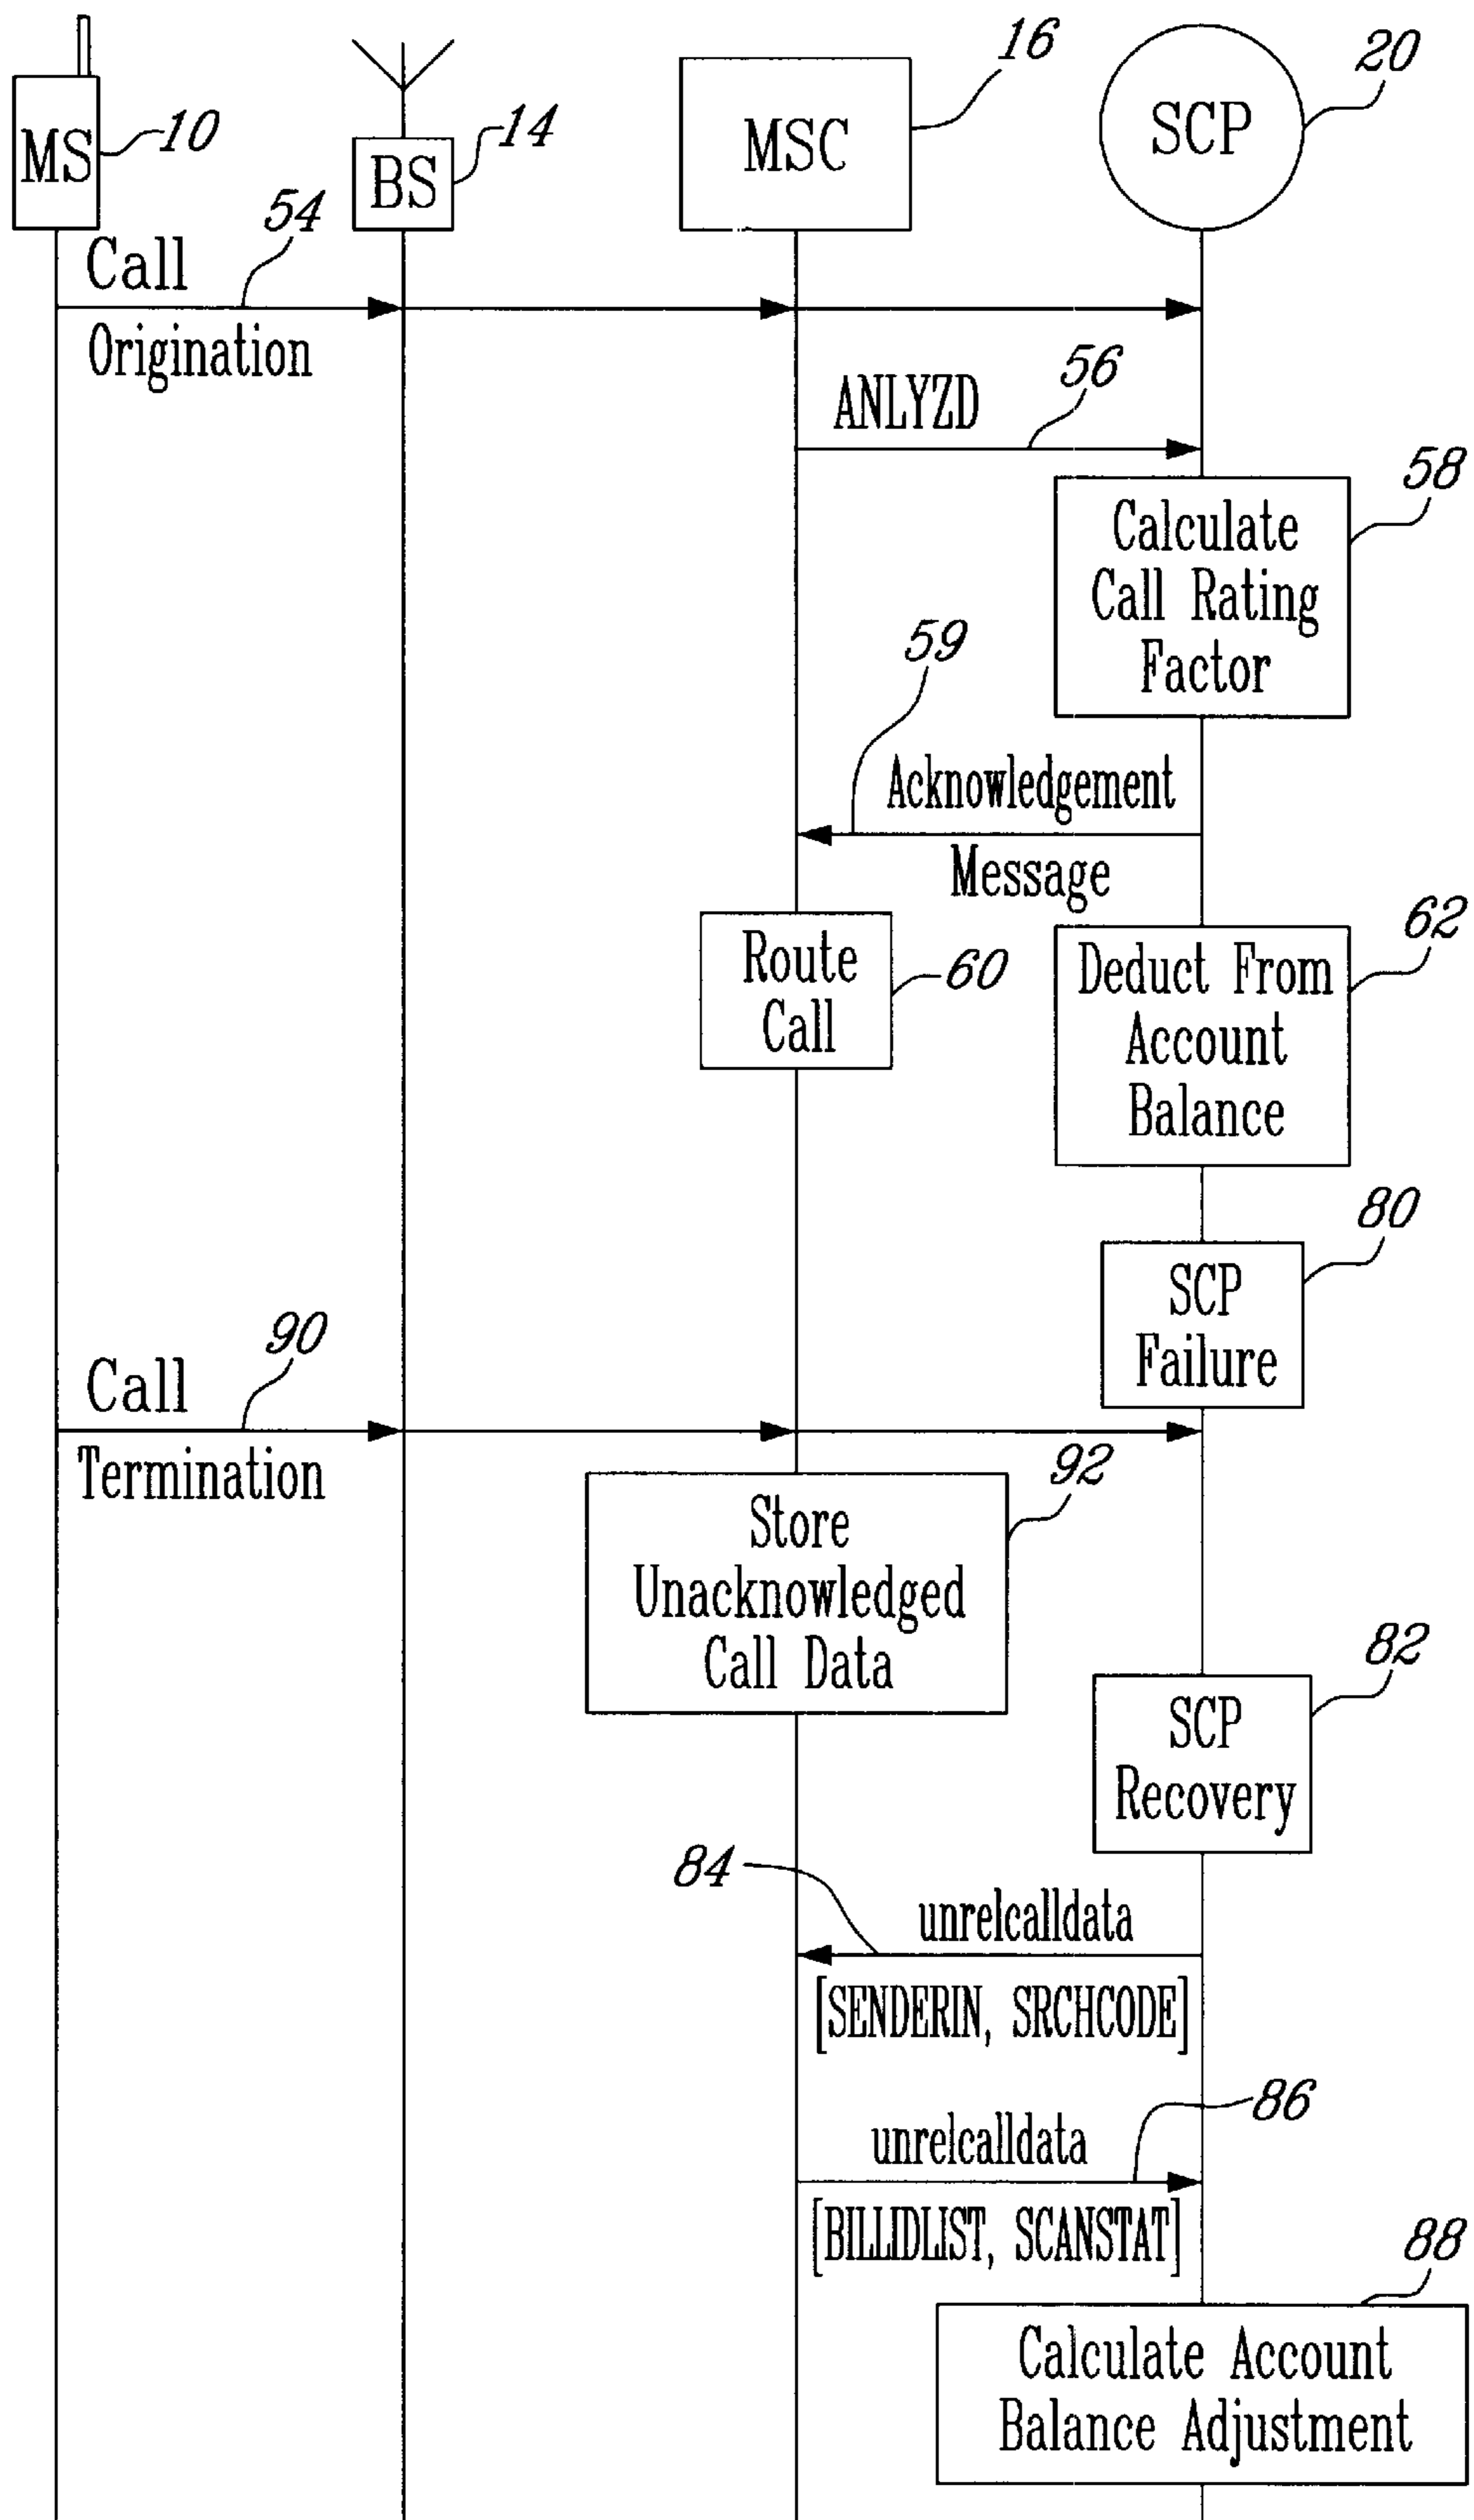 MS
10
BS
14
MSC
16
SCP
20
Call
54
Origination
ANLYZD
56
Calculate
Call Rating
Factor
58
59
Acknowledgement
Message
Route
Call
60
Deduct From
Account
Balance
62
SCP
Failure
80
Call
90
Termination
Store
Unacknowledged
Call Data
92
SCP
Recovery
82
84
unrelcalldata
[SENDERIN, SRCHCODE]
86
unrelcalldata
[BILLIDLIST, SCANSTAT]
88
Calculate Account
Balance Adjustment